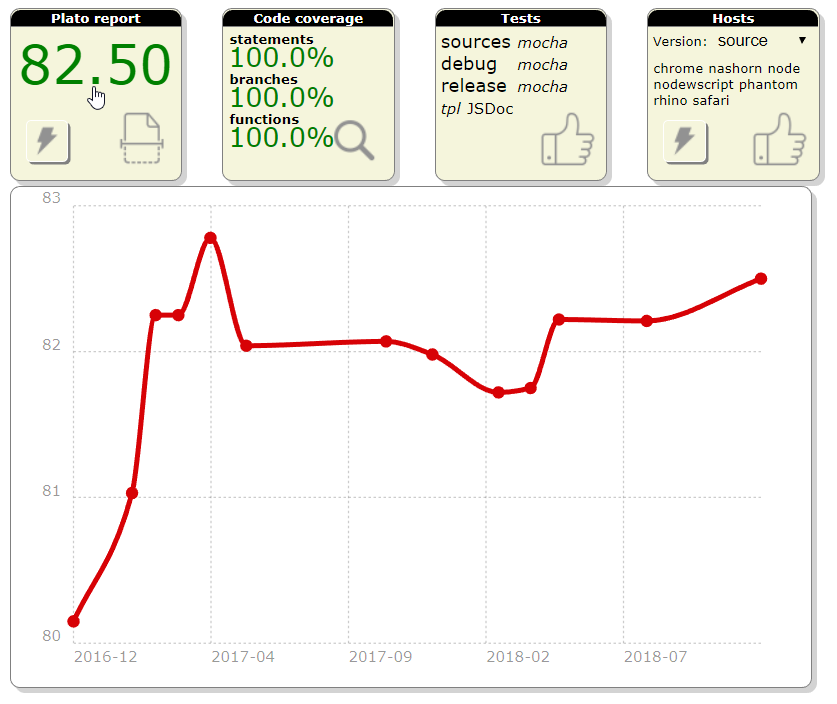 Plato report
82.50
Code coverage
statements
100.0%
branches
100.0%
functions
100.0%
Tests
sources mocha
debug mocha
release mocha
tpl JSDoc
Hosts
Version: source
chrome nashorn node
nodewscript phantom
rhino safari
83
82
81
80
2016-12 2017-04 2017-09 2018-02 2018-07